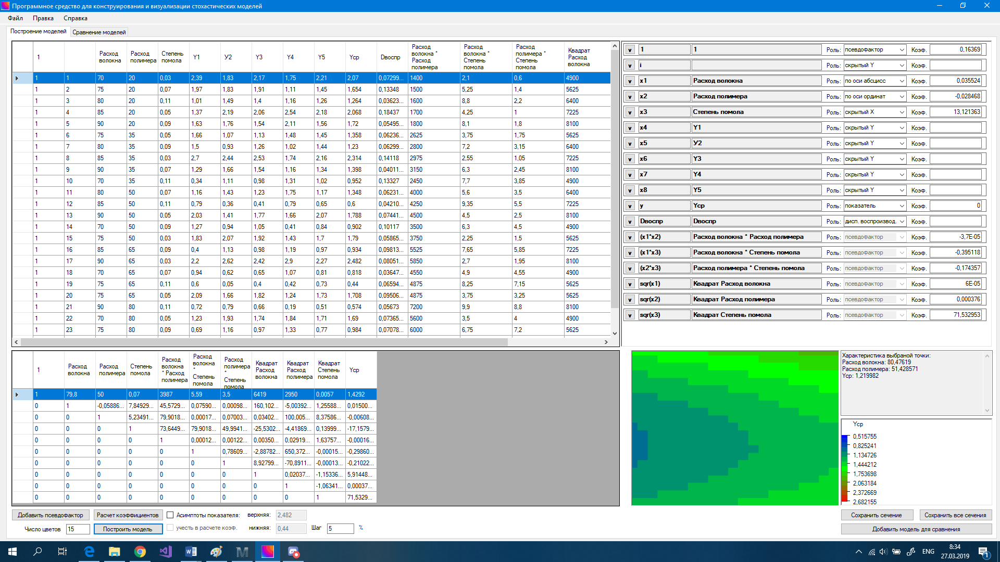 Программное средство для конструирования и визуализации стохастических моделей
Файл Правка Справка
Построение моделей Сравнение моделей
1 Расход волокна Расход полимера Степень помола Y1 У2 Y3 Y4 Y5 Yср Dвоспр Расход волокна * Расход полимера Расход волокна * Степень помола Расход полимера * Степень помола Квадрат Расход волокна
1 1 70 20 0,03 2,39 1,83 2,17 1,75 2,21 2,07 0,07299... 1400 2,1 0,6 4900
1 2 75 20 0,07 1,97 1,83 1,91 1,11 1,45 1,654 0,13348 1500 5,25 1,4 5625
1 3 80 20 0,11 1,01 1,49 1,4 1,16 1,26 1,264 0,03623... 1600 8,8 2,2 6400
1 4 85 20 0,05 1,37 2,19 2,06 2,54 2,18 2,068 0,18437 1700 4,25 1 7225
1 5 90 20 0,09 1,63 1,76 1,54 2,11 1,56 1,72 0,05495... 1800 8,1 1,8 8100
1 6 75 35 0,05 1,66 1,07 1,13 1,48 1,45 1,358 0,06236... 2625 3,75 1,75 5625
1 7 80 35 0,09 1,5 0,93 1,26 1,02 1,44 1,23 0,06299... 2800 7,2 3,15 6400
1 8 85 35 0,03 2,7 2,44 2,53 1,74 2,16 2,314 0,14118 2975 2,55 1,05 7225
1 9 90 35 0,07 1,29 1,66 1,54 1,16 1,34 1,398 0,04011... 3150 6,3 2,45 8100
1 10 70 35 0,11 0,34 1,11 0,98 1,31 1,02 0,952 0,13327 2450 7,7 3,85 4900
1 11 80 50 0,07 1,16 1,43 1,23 1,75 1,17 1,348 0,06231... 4000 5,6 3,5 6400
1 12 85 50 0,11 0,79 0,36 0,41 0,79 0,65 0,6 0,04210... 4250 9,35 5,5 7225
1 13 90 50 0,05 2,03 1,41 1,77 1,66 2,07 1,788 0,07441... 4500 4,5 2,5 8100
1 14 70 50 0,09 1,27 0,94 1,05 0,41 0,84 0,902 0,10117 3500 6,3 4,5 4900
1 15 75 50 0,03 1,83 2,07 1,92 1,43 1,7 1,79 0,05865... 3750 2,25 1,5 5625
1 16 85 65 0,09 0,4 1,13 0,98 1,19 0,97 0,934 0,09813... 5525 7,65 5,85 7225
1 17 90 65 0,03 2,2 2,62 2,42 2,9 2,27 2,482 0,08051... 5850 2,7 1,95 8100
1 18 70 65 0,07 0,94 0,62 0,65 1,07 0,81 0,818 0,03647... 4550 4,9 4,55 4900
1 19 75 65 0,11 0,6 0,05 0,4 0,42 0,73 0,44 0,06594... 4875 8,25 7,15 5625
1 20 75 65 0,05 2,09 1,66 1,82 1,24 1,73 1,708 0,09506... 4875 3,75 3,25 5625
1 21 90 80 0,11 0,72 0,79 0,66 0,19 0,51 0,574 0,05673 7200 9,9 8,8 8100
1 22 70 80 0,05 1,23 1,93 1,74 1,84 1,71 1,69 0,07365... 5600 3,5 4 4900
1 23 75 80 0,09 0,69 1,16 0,97 1,33 0,77 0,984 0,07078... 6000 6,75 7,2 5625
v 1 1 Роль: псевдофактор Коэф. 0,16369
v i Роль: скрытый Y Коэф.
v x1 Расход волокна Роль: по оси абсцисс Коэф. 0,035524
v x2 Расход полимера Роль: по оси ординат Коэф. -0,028468
v x3 Степень помола Роль: скрытый X Коэф. 13,121363
v x4 Y1 Роль: скрытый Y Коэф.
v x5 У2 Роль: скрытый Y Коэф.
v x6 Y3 Роль: скрытый Y Коэф.
v x7 Y4 Роль: скрытый Y Коэф.
v x8 Y5 Роль: скрытый Y Коэф.
v y Yср Роль: показатель Коэф. 0
v Dвоспр Dвоспр Роль: дисп. воспроизвод. Коэф.
v (x1*x2) Расход волокна * Расход полимера Роль: псевдофактор Коэф. -3,7E-05
v (x1*x3) Расход волокна * Степень помола Роль: псевдофактор Коэф. -0,395118
v (x2*x3) Расход полимера * Степень помола Роль: псевдофактор Коэф. -0,174357
v sqr(x1) Квадрат Расход волокна Роль: псевдофактор Коэф. 6E-05
v sqr(x2) Квадрат Расход полимера Роль: псевдофактор Коэф. 0,000376
v sqr(x3) Квадрат Степень помола Роль: псевдофактор Коэф. 71,532953
1 Расход волокна Расход полимера Степень помола Расход волокна * Расход полимера Расход волокна * Степень помола Расход полимера * Степень помола Квадрат Расход волокна Квадрат Расход полимера Квадрат Степень помола Yср
1 79,8 50 0,07 3987 5,59 3,5 6419 2950 0,0057 1,4292
0 1 -0,05886... 7,84929... 45,5729... 0,07590... 0,00098... 160,102... -5,00392... 1,25588... 0,01500...
0 0 1 5,23491... 79,9018... 0,00017... 0,07003... 0,03402... 100,005... 8,37586... -0,00608...
0 0 0 1 73,6449... 79,9018... 49,9941... -25,5302... -4,41869... 0,13999... -17,1579...
0 0 0 0 1 0,00012... 0,00122... 0,00350... 0,02919... 1,63757... -0,00016...
0 0 0 0 0 1 0,78609... -2,88782... 650,372... -0,00015... -0,29860...
0 0 0 0 0 0 1 8,92799... -70,8911... -0,00013... -0,21022...
0 0 0 0 0 0 0 1 0,02037... -1,15336... 5,91448...
0 0 0 0 0 0 0 0 1 -1,06341... 0,00037...
0 0 0 0 0 0 0 0 0 1 71,5329...
Характеристика выбраной точки:
Расход волокна: 80,47619
Расход полимера: 51,428571
Yср: 1,219982
Yср
0,515755
0,825241
1,134726
1,444212
1,753698
2,063184
2,372669
2,682155
Добавить псевдофактор Расчет коэффициентов Асимптоты показателя: верхняя: 2,482
Число цветов 15 Построить модель учесть в расчете коэф. нижняя: 0,44 Шаг 5 %
Сохранить сечение Сохранить все сечения
Добавить модель для сравнения
ENG
8:34
27.03.2019
1